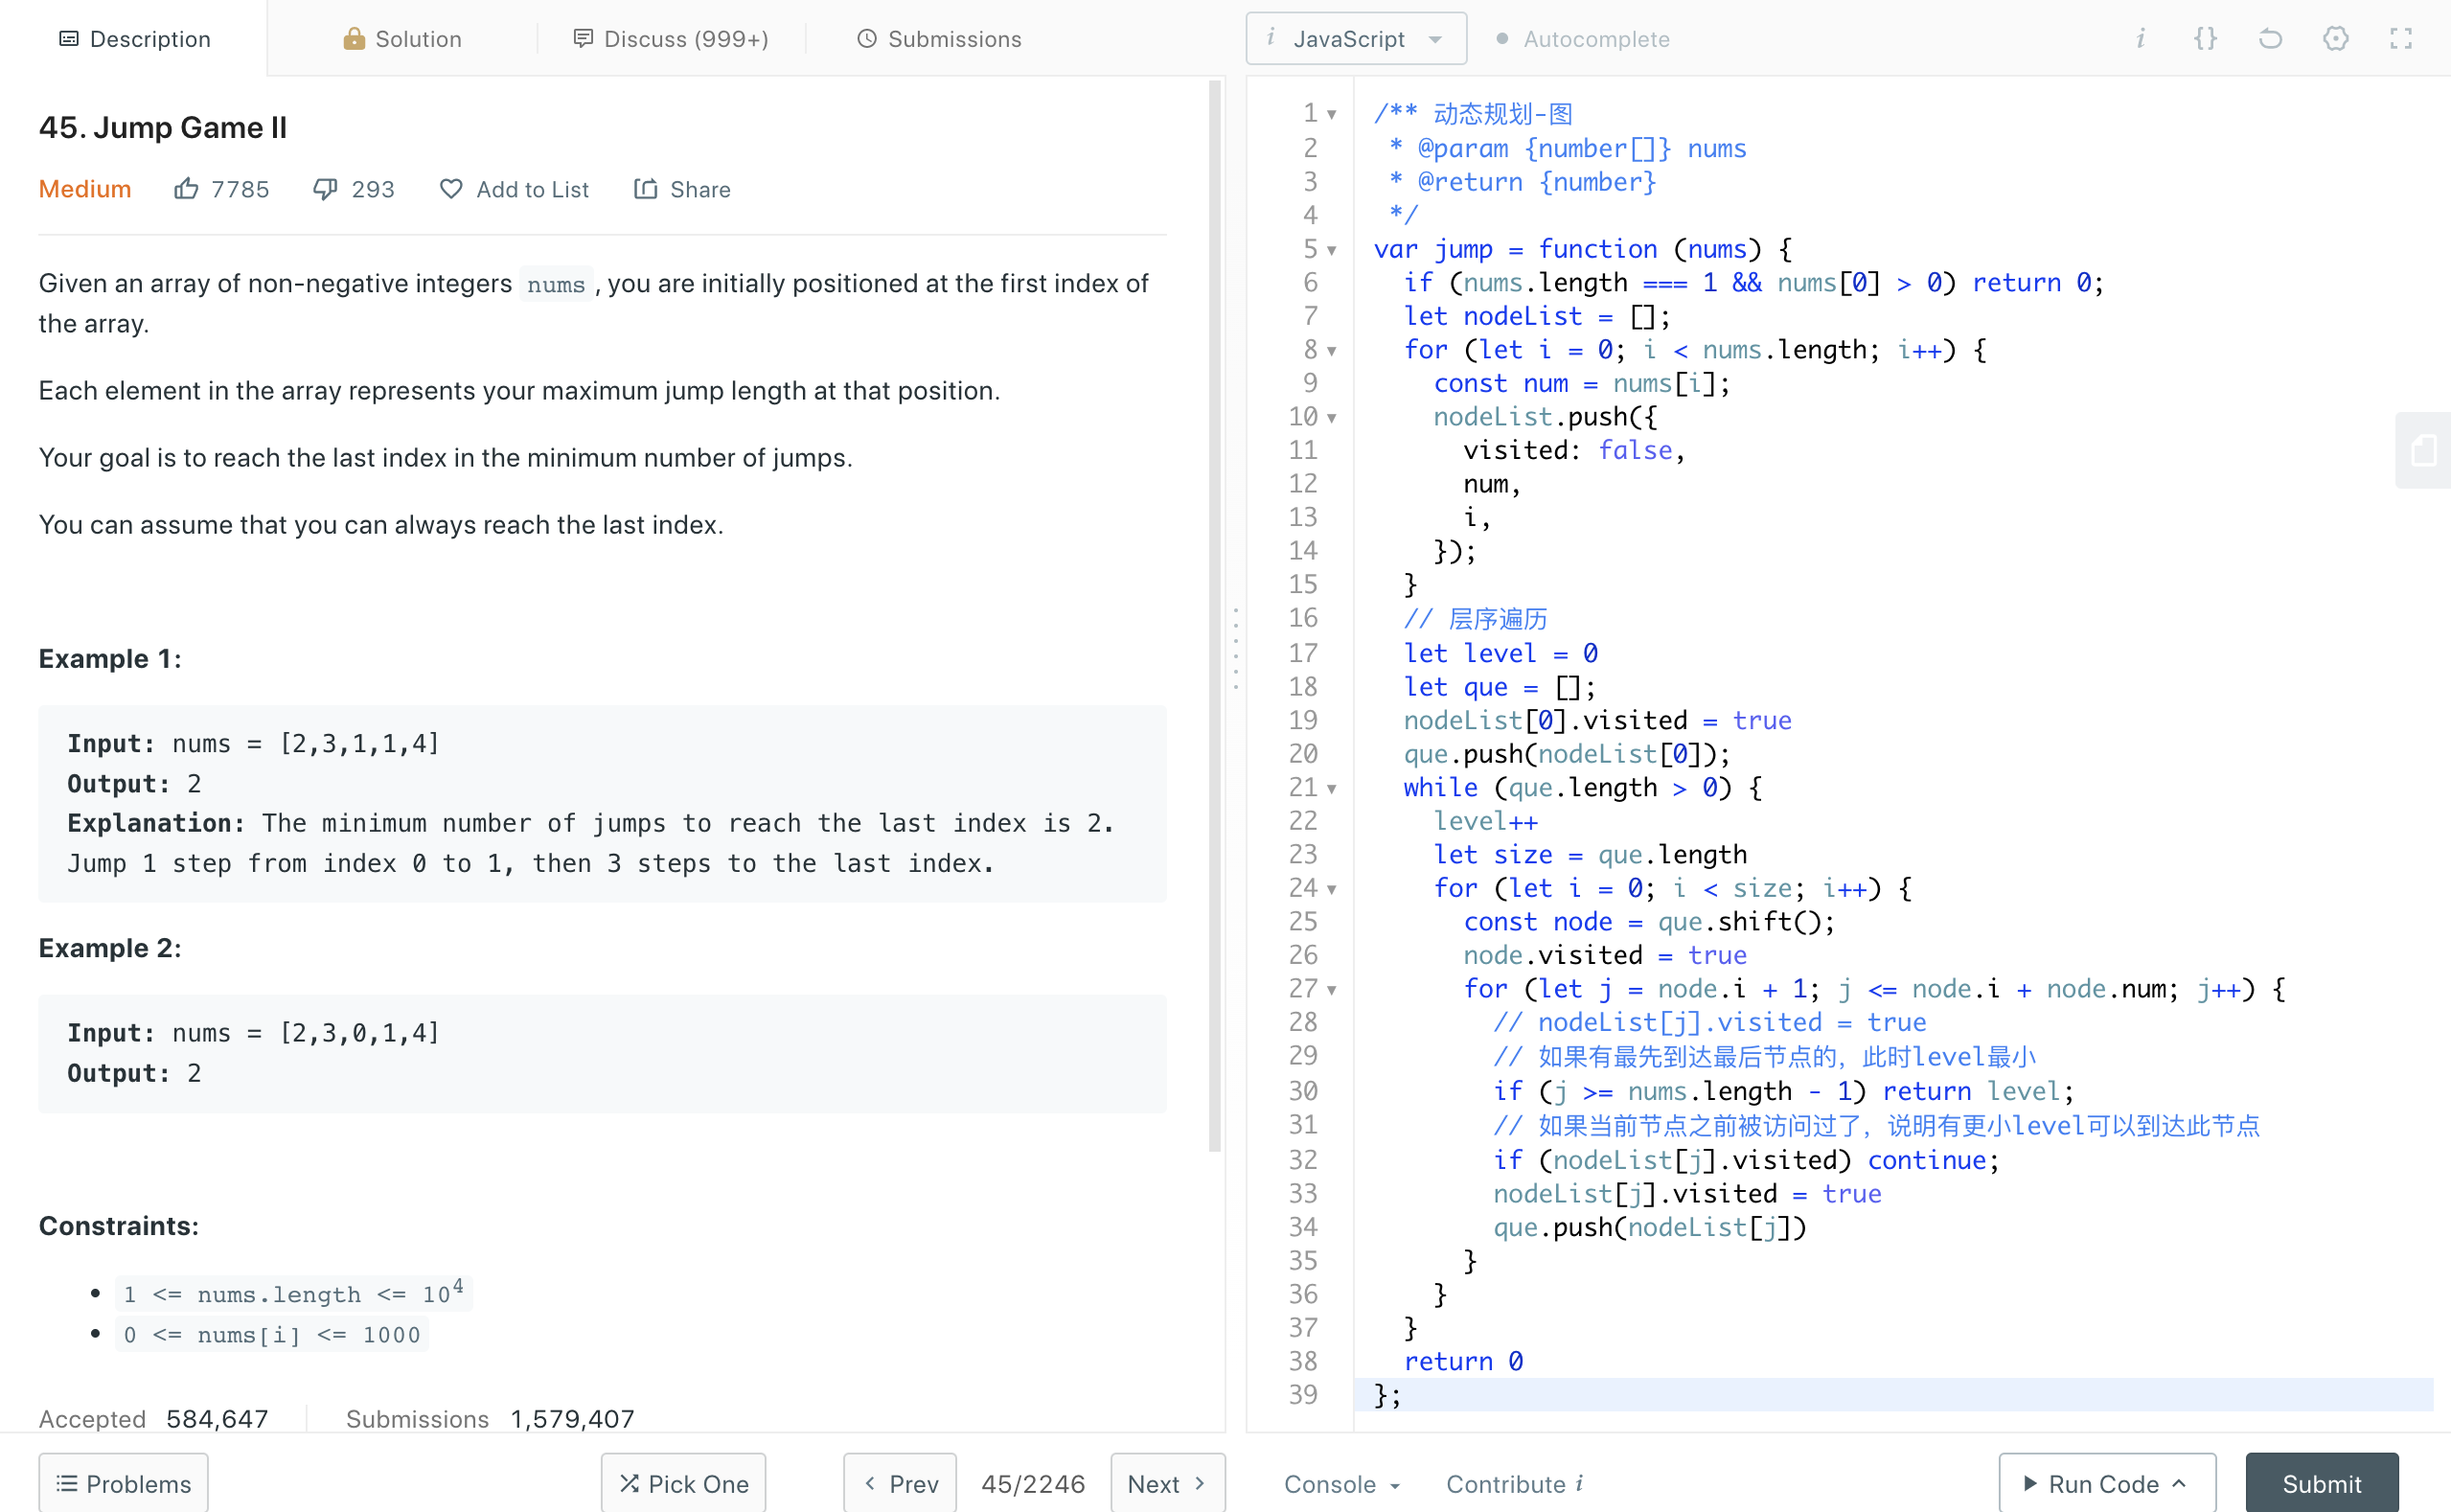 Description
Solution
Discuss (999+)
Submissions
45. Jump Game II
Medium 7785 293 Add to List Share
Given an array of non-negative integers nums, you are initially positioned at the first index of
the array.
Each element in the array represents your maximum jump length at that position.
Your goal is to reach the last index in the minimum number of jumps.
You can assume that you can always reach the last index.
Example 1:
Input: nums = [2,3,1,1,4]
Output: 2
Explanation: The minimum number of jumps to reach the last index is 2.
Jump 1 step from index 0 to 1, then 3 steps to the last index.
Example 2:
Input: nums = [2,3,0,1,4]
Output: 2
Constraints:
• 1 <= nums.length <= 10⁴
• 0 <= nums[i] <= 1000
Accepted 584,647 Submissions 1,579,407
Problems
Pick One
Prev
45/2246
Next
i JavaScript
Autocomplete
i {}
1 /** 动态规划-图
2  * @param {number[]} nums
3  * @return {number}
4  */
5 var jump = function (nums) {
6   if (nums.length === 1 && nums[0] > 0) return 0;
7   let nodeList = [];
8   for (let i = 0; i < nums.length; i++) {
9     const num = nums[i];
10     nodeList.push({
11       visited: false,
12       num,
13       i,
14     });
15   }
16   // 层序遍历
17   let level = 0
18   let que = [];
19   nodeList[0].visited = true
20   que.push(nodeList[0]);
21   while (que.length > 0) {
22     level++
23     let size = que.length
24     for (let i = 0; i < size; i++) {
25       const node = que.shift();
26       node.visited = true
27       for (let j = node.i + 1; j <= node.i + node.num; j++) {
28         // nodeList[j].visited = true
29         // 如果有最先到达最后节点的，此时level最小
30         if (j >= nums.length - 1) return level;
31         // 如果当前节点之前被访问过了，说明有更小level可以到达此节点
32         if (nodeList[j].visited) continue;
33         nodeList[j].visited = true
34         que.push(nodeList[j])
35       }
36     }
37   }
38   return 0
39 };
Console
Contribute i
Run Code
Submit